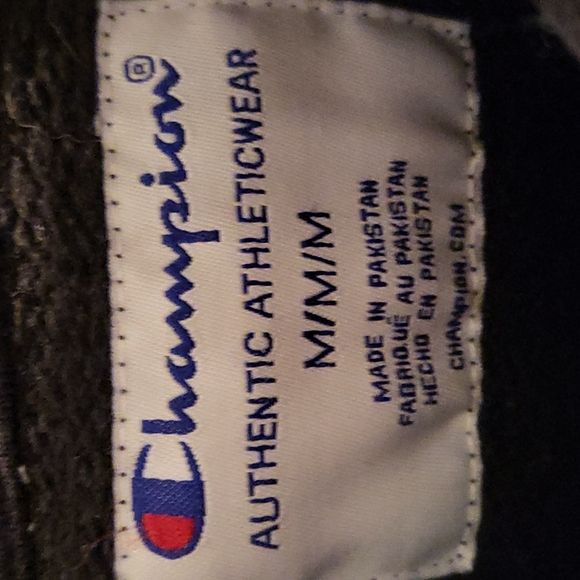 Champion®
AUTHENTIC ATHLETICWEAR
M/M/M
MADE IN PAKISTAN
FABRIQUÉ AU PAKISTAN
HECHO EN PAKISTAN
CHAMPION.COM